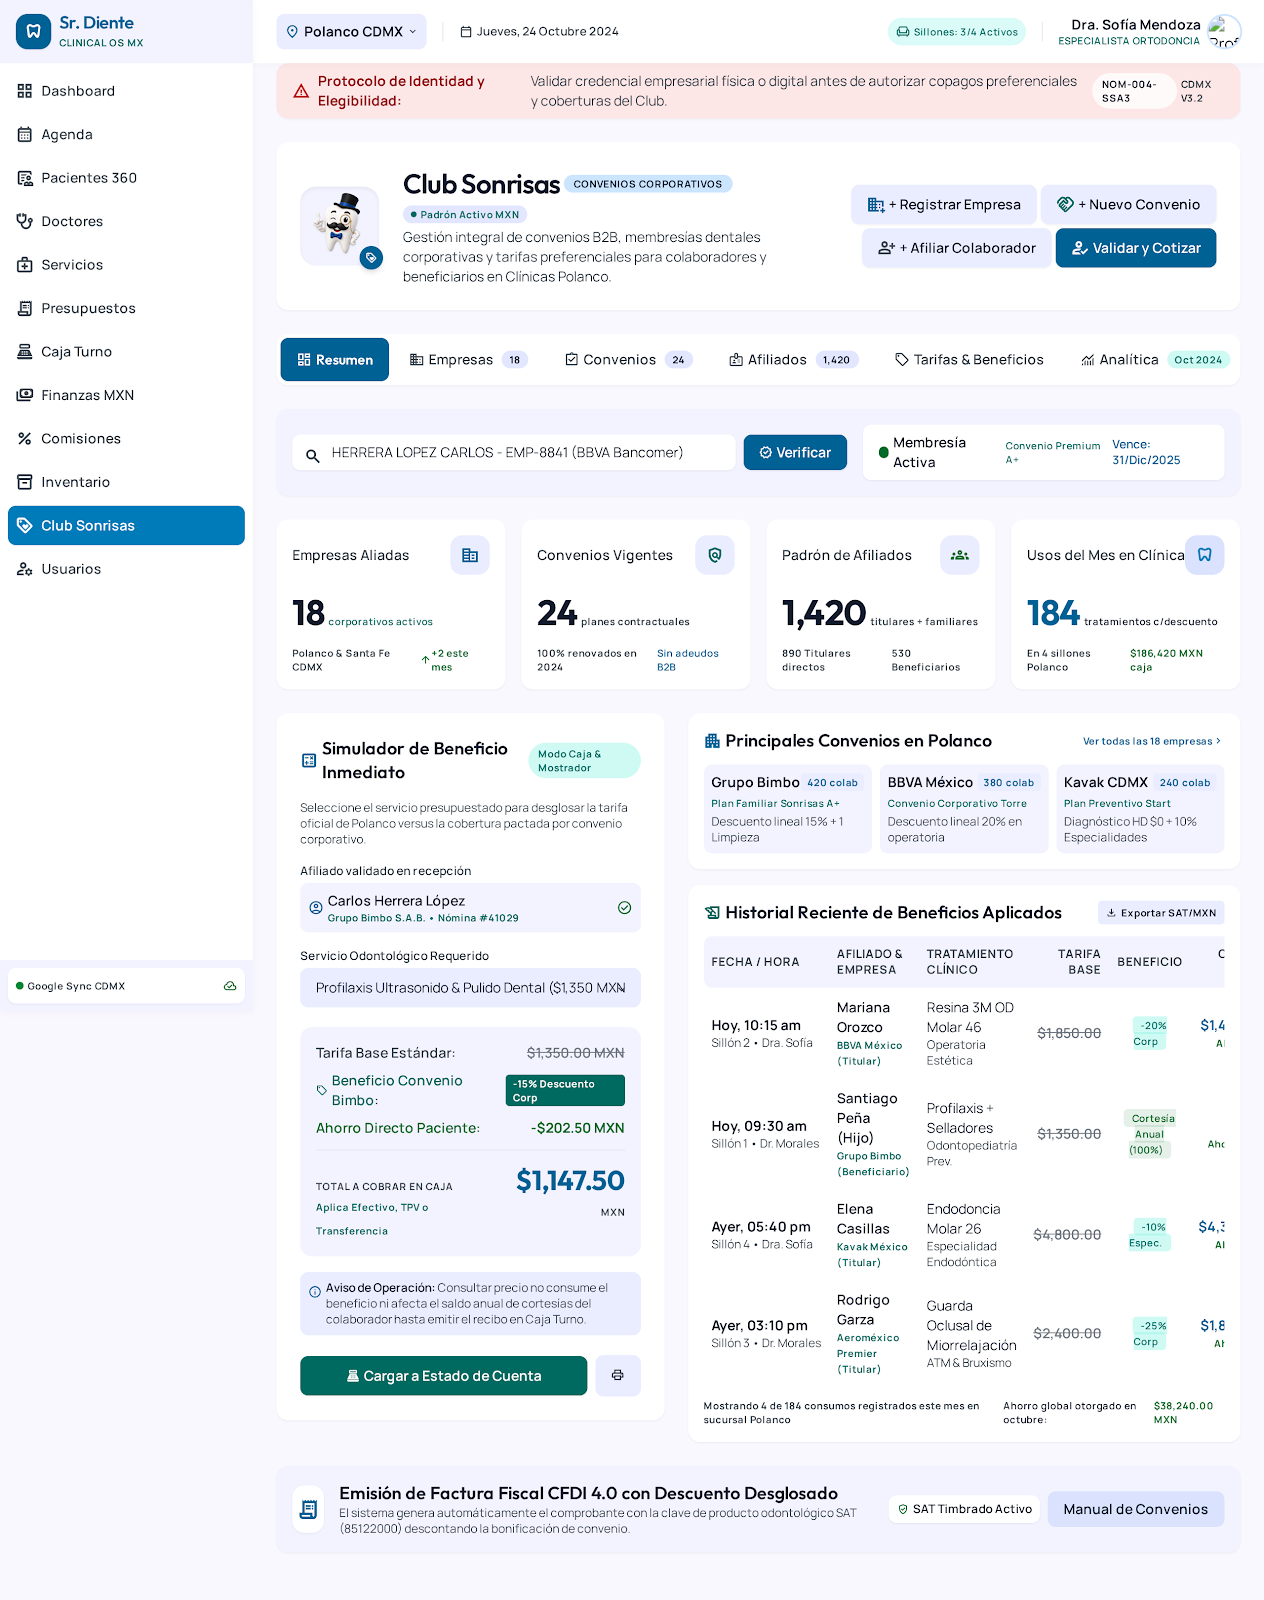 Sr. Diente
CLINICAL OS MX
Polanco CDMX
Jueves, 24 Octubre 2024
Sillones: 3/4 Activos
Dra. Sofía Mendoza
ESPECIALISTA ORTODONCIA
Prof
Dashboard
Agenda
Pacientes 360
Doctores
Servicios
Presupuestos
Caja Turno
Finanzas MXN
Comisiones
Inventario
Club Sonrisas
Usuarios
Google Sync CDMX
Protocolo de Identidad y
Elegibilidad:
Validar credencial empresarial física o digital antes de autorizar copagos preferenciales
y coberturas del Club.
NOM-004-
SSA3
CDMX
V3.2
Club Sonrisas
CONVENIOS CORPORATIVOS
Padrón Activo MXN
Gestión integral de convenios B2B, membresías dentales
corporativas y tarifas preferenciales para colaboradores y
beneficiarios en Clínicas Polanco.
+ Registrar Empresa
+ Nuevo Convenio
+ Afiliar Colaborador
Validar y Cotizar
Resumen
Empresas 18
Convenios 24
Afiliados 1,420
Tarifas & Beneficios
Analítica Oct 2024
HERRERA LOPEZ CARLOS - EMP-8841 (BBVA Bancomer)
Verificar
Membresía
Activa
Convenio Premium
A+
Vence:
31/Dic/2025
Empresas Aliadas
18 corporativos activos
Polanco & Santa Fe
CDMX
+2 este
mes
Convenios Vigentes
24 planes contractuales
100% renovados en
2024
Sin adeudos
B2B
Padrón de Afiliados
1,420 titulares + familiares
890 Titulares
directos
530
Beneficiarios
Usos del Mes en Clínica
184 tratamientos c/descuento
En 4 sillones
Polanco
$186,420 MXN
caja
Simulador de Beneficio
Inmediato
Modo Caja &
Mostrador
Seleccione el servicio presupuestado para desglosar la tarifa
oficial de Polanco versus la cobertura pactada por convenio
corporativo.
Afiliado validado en recepción
Carlos Herrera López
Grupo Bimbo S.A.B. • Nómina #41029
Servicio Odontológico Requerido
Profilaxis Ultrasonido & Pulido Dental ($1,350 MXN
Tarifa Base Estándar:
$1,350.00 MXN
Beneficio Convenio
Bimbo:
-15% Descuento
Corp
Ahorro Directo Paciente:
-$202.50 MXN
TOTAL A COBRAR EN CAJA
Aplica Efectivo, TPV o
Transferencia
$1,147.50
MXN
Aviso de Operación: Consultar precio no consume el
beneficio ni afecta el saldo anual de cortesías del
colaborador hasta emitir el recibo en Caja Turno.
Cargar a Estado de Cuenta
Principales Convenios en Polanco
Ver todas las 18 empresas
Grupo Bimbo 420 colab
Plan Familiar Sonrisas A+
Descuento lineal 15% + 1
Limpieza
BBVA México 380 colab
Convenio Corporativo Torre
Descuento lineal 20% en
operatoria
Kavak CDMX 240 colab
Plan Preventivo Start
Diagnóstico HD $0 + 10%
Especialidades
Historial Reciente de Beneficios Aplicados
Exportar SAT/MXN
FECHA / HORA
AFILIADO &
EMPRESA
TRATAMIENTO
CLÍNICO
TARIFA
BASE
BENEFICIO
C
Hoy, 10:15 am
Sillón 2 • Dra. Sofía
Mariana
Orozco
BBVA México
(Titular)
Resina 3M OD
Molar 46
Operatoria
Estética
$1,850.00
-20%
Corp
$1,4
Al
Hoy, 09:30 am
Sillón 1 • Dr. Morales
Santiago
Peña
(Hijo)
Grupo Bimbo
(Beneficiario)
Profilaxis +
Selladores
Odontopediatría
Prev.
$1,350.00
Cortesía
Anual
(100%)
Aho
Ayer, 05:40 pm
Sillón 4 • Dra. Sofía
Elena
Casillas
Kavak México
(Titular)
Endodoncia
Molar 26
Especialidad
Endodóntica
$4,800.00
-10%
Espec.
$4,3
Al
Ayer, 03:10 pm
Sillón 3 • Dr. Morales
Rodrigo
Garza
Aeroméxico
Premier
(Titular)
Guarda
Oclusal de
Miorrelajación
ATM & Bruxismo
$2,400.00
-25%
Corp
$1,8
Ah
Mostrando 4 de 184 consumos registrados este mes en
sucursal Polanco
Ahorro global otorgado en
octubre:
$38,240.00
MXN
Emisión de Factura Fiscal CFDI 4.0 con Descuento Desglosado
El sistema genera automáticamente el comprobante con la clave de producto odontológico SAT
(85122000) descontando la bonificación de convenio.
SAT Timbrado Activo
Manual de Convenios